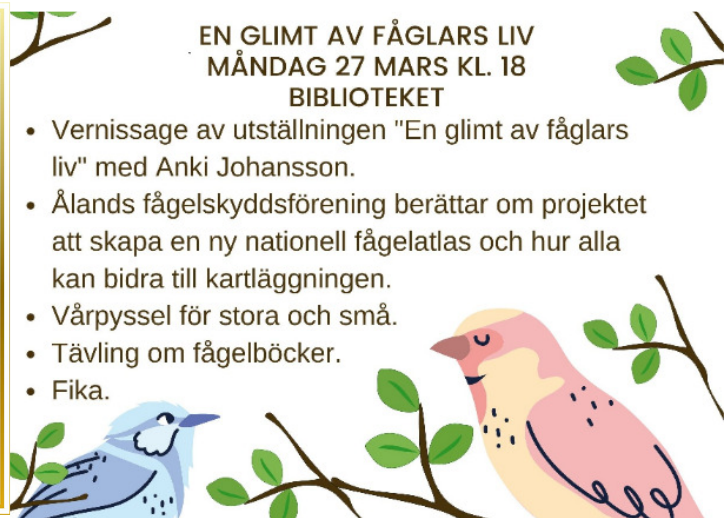 EN GLIMT AV FÅGLARS LIV
MÅNDAG 27 MARS KL. 18
BIBLIOTEKET
• Vernissage av utställningen "En glimt av fåglars
liv" med Anki Johansson.
• Ålands fågelskyddsförening berättar om projektet
att skapa en ny nationell fågelatlas och hur alla
kan bidra till kartläggningen.
• Vårpyssel för stora och små.
• Tävling om fågelböcker.
• Fika.